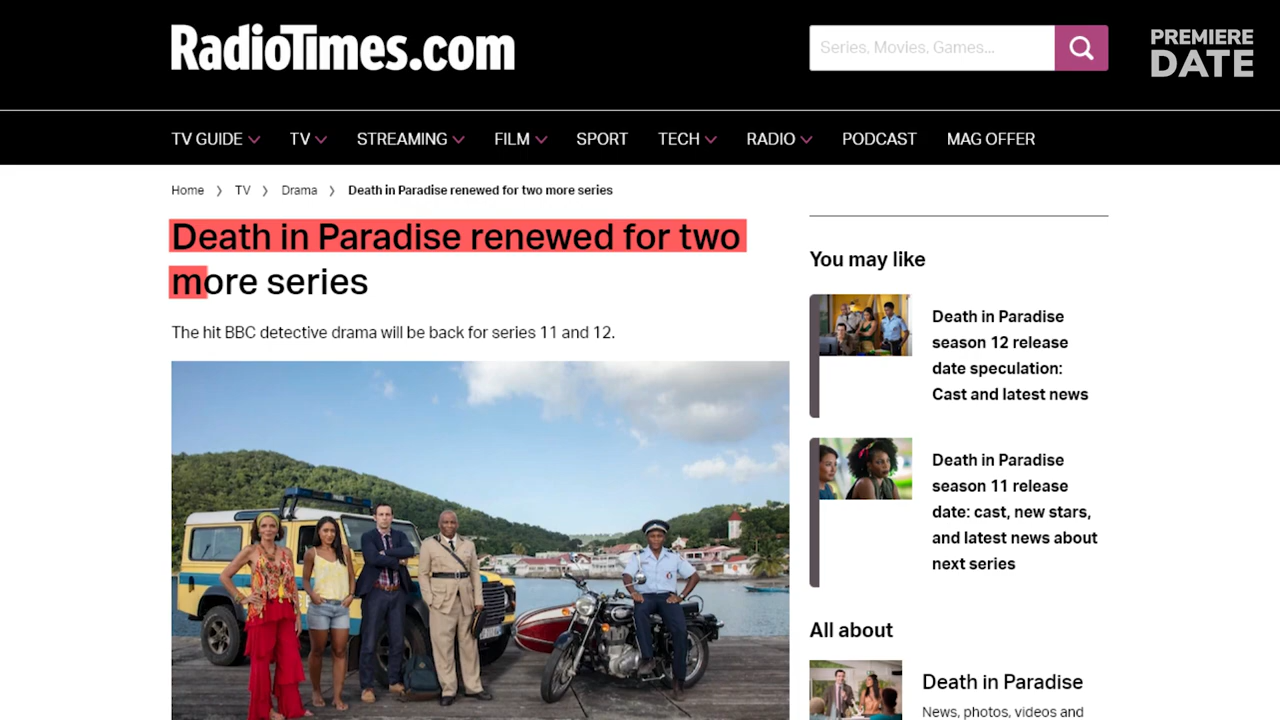 RadioTimes.com
Series, Movies, Games...
PREMIERE
DATE
TV GUIDE
TV
STREAMING
FILM
SPORT
TECH
RADIO
PODCAST
MAG OFFER
Home
TV
Drama
Death in Paradise renewed for two more series
Death in Paradise renewed for two
more series
The hit BBC detective drama will be back for series 11 and 12.
You may like
Death in Paradise
season 12 release
date speculation:
Cast and latest news
Death in Paradise
season 11 release
date: cast, new stars,
and latest news about
next series
All about
Death in Paradise
News, photos, videos and